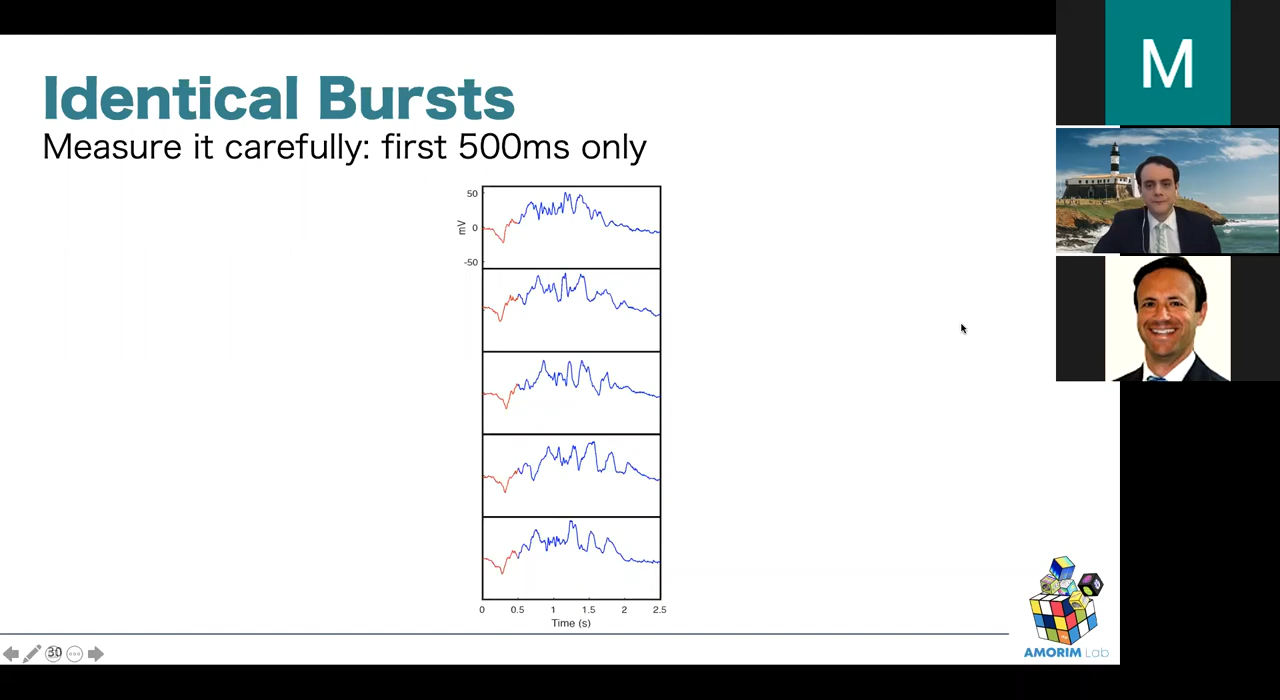 Identical Bursts
Measure it carefully: first 500ms only
50
mV
0
-50
0 0.5 1 1.5 2 2.5
Time (s)
30
AMORIM Lab
M